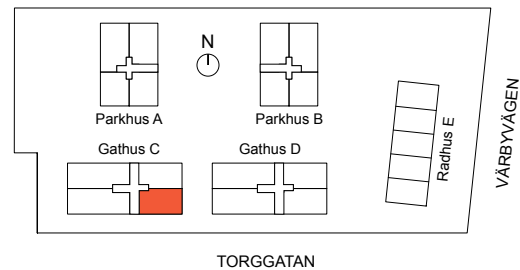 N
Parkhus A
Parkhus B
Gathus C
Gathus D
Radhus E
VÄRBYVÄGEN
TORGGATAN